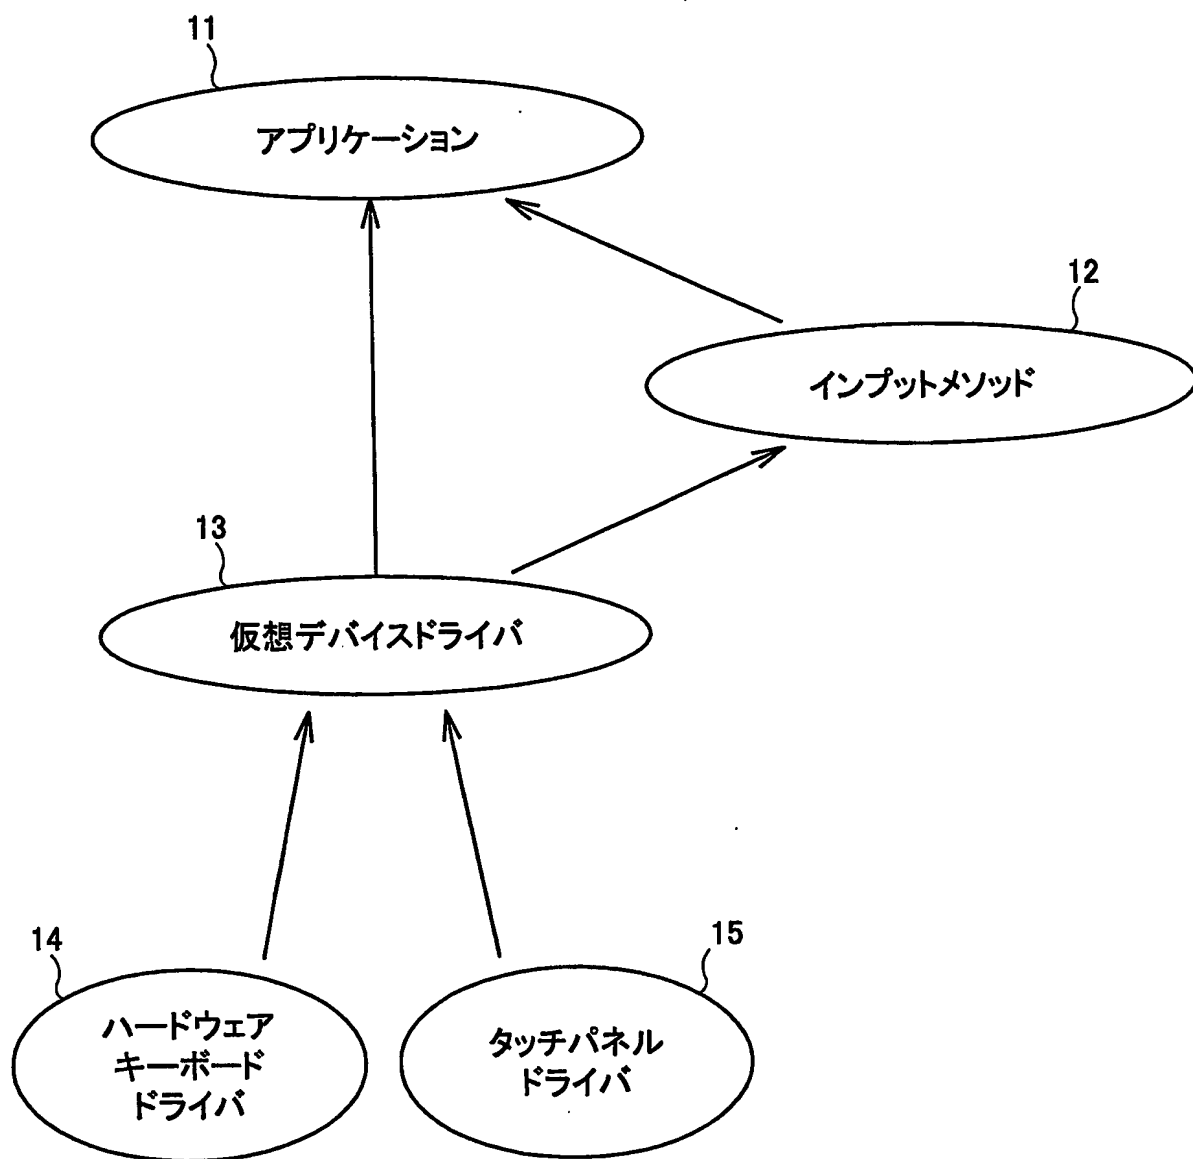 11
アプリケーション
12
インプットメソッド
13
仮想デバイスドライバ
14
ハードウェア
キーボード
ドライバ
15
タッチパネル
ドライバ